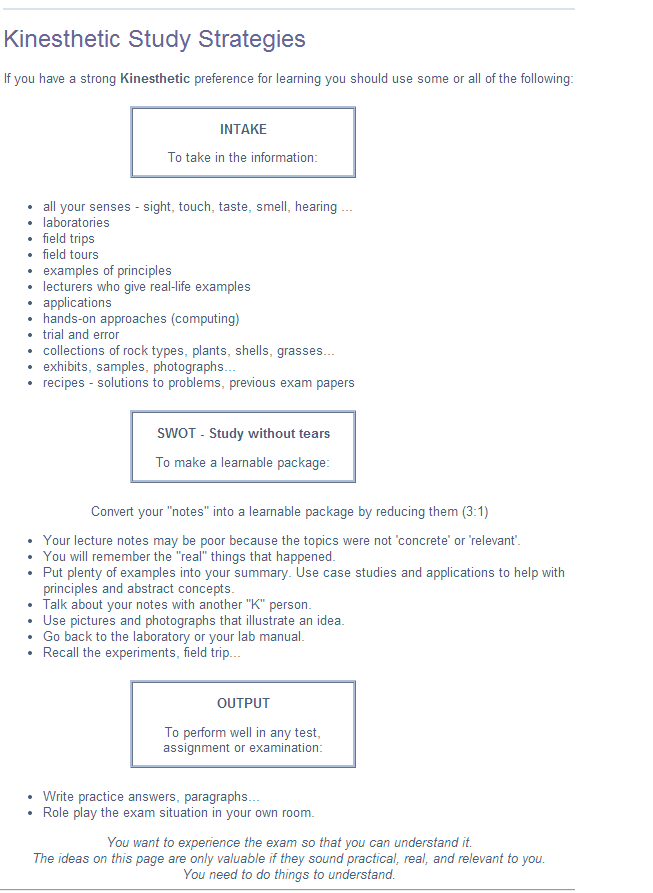 Kinesthetic Study Strategies
If you have a strong Kinesthetic preference for learning you should use some or all of the following:
INTAKE
To take in the information:
• all your senses - sight, touch, taste, smell, hearing ...
• laboratories
• field trips
• field tours
• examples of principles
• lecturers who give real-life examples
• applications
• hands-on approaches (computing)
• trial and error
• collections of rock types, plants, shells, grasses...
• exhibits, samples, photographs...
• recipes - solutions to problems, previous exam papers
SWOT - Study without tears
To make a learnable package:
Convert your "notes" into a learnable package by reducing them (3:1)
• Your lecture notes may be poor because the topics were not 'concrete' or 'relevant'.
• You will remember the "real" things that happened.
• Put plenty of examples into your summary. Use case studies and applications to help with
principles and abstract concepts.
• Talk about your notes with another "K" person.
• Use pictures and photographs that illustrate an idea.
• Go back to the laboratory or your lab manual.
• Recall the experiments, field trip...
OUTPUT
To perform well in any test,
assignment or examination:
• Write practice answers, paragraphs...
• Role play the exam situation in your own room.
You want to experience the exam so that you can understand it.
The ideas on this page are only valuable if they sound practical, real, and relevant to you.
You need to do things to understand.